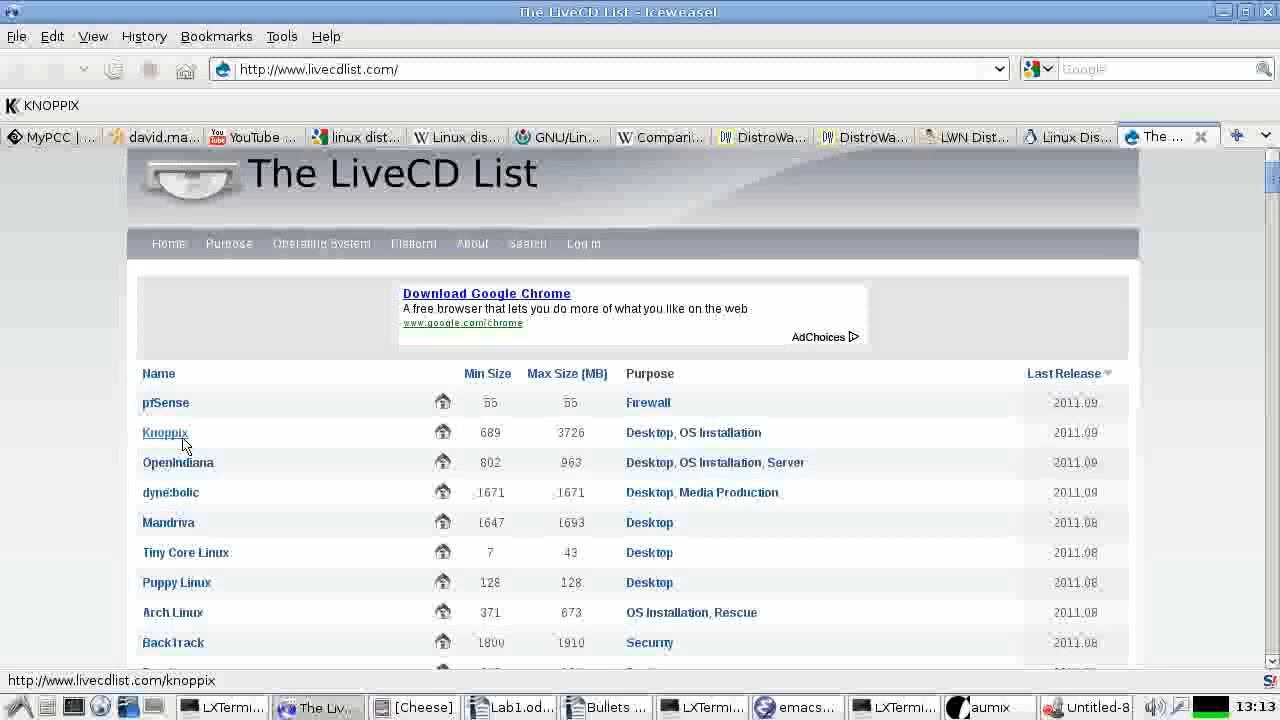 The LiveCD List - Iceweasel
File Edit View History Bookmarks Tools Help
http://www.livecdlist.com/
Google
KNOPPIX
MyPCC | ... david.ma... YouTube ... linux dist... Linux dis... GNU/Lin... Compari... DistroWa... DistroWa... LWN Dist... Linux Dis... The ...
The LiveCD List
Home Purpose Operating System Platform About Search Log in
Download Google Chrome
A free browser that lets you do more of what you like on the web
www.google.com/chrome
AdChoices
Name Min Size Max Size (MB) Purpose Last Release
pfSense 55 55 Firewall 2011.09
Knoppix 689 3726 Desktop, OS Installation 2011.09
OpenIndiana 802 963 Desktop, OS Installation, Server 2011.09
dyne:bolic 1671 1671 Desktop, Media Production 2011.09
Mandriva 1647 1693 Desktop 2011.08
Tiny Core Linux 7 43 Desktop 2011.08
Puppy Linux 128 128 Desktop 2011.08
Arch Linux 371 673 OS Installation, Rescue 2011.08
BackTrack 1800 1910 Security 2011.08
http://www.livecdlist.com/knoppix
LXTermi... The Liv... [Cheese] Lab1.od... Bullets ... LXTermi... emacs... LXTermi... aumix Untitled-8 13:13